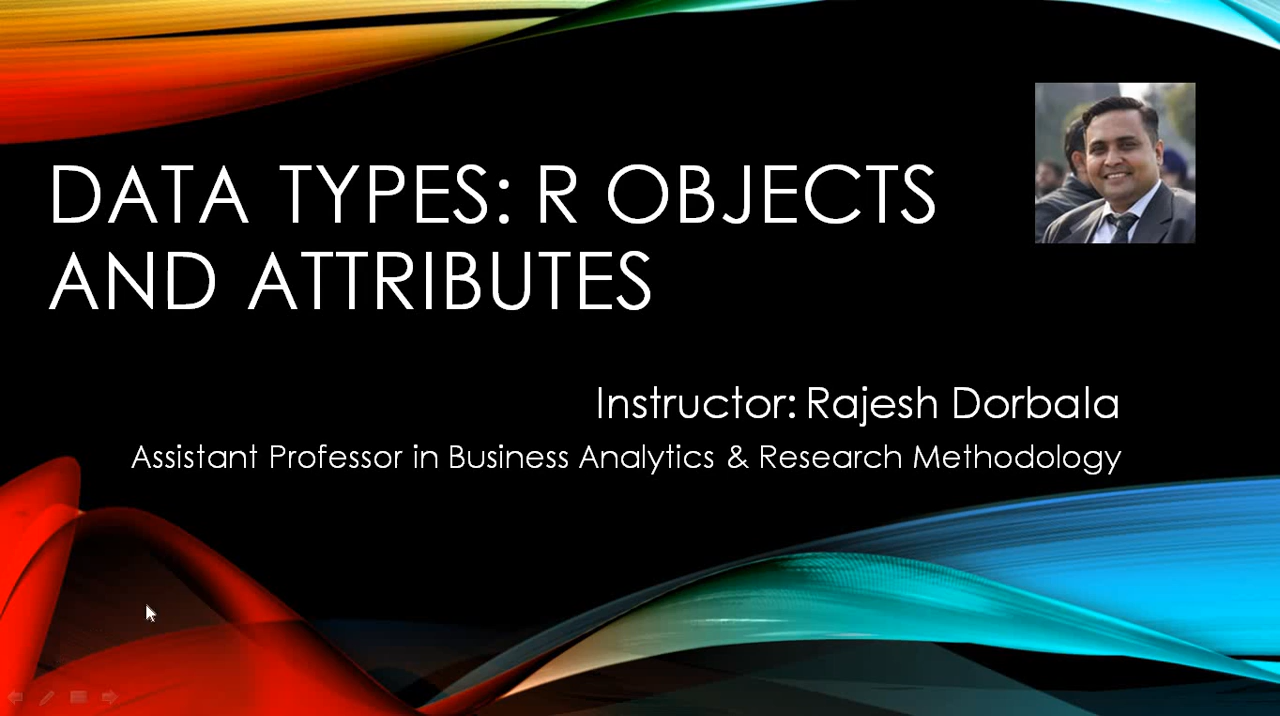 DATA TYPES: R OBJECTS
AND ATTRIBUTES
Instructor: Rajesh Dorbala
Assistant Professor in Business Analytics & Research Methodology